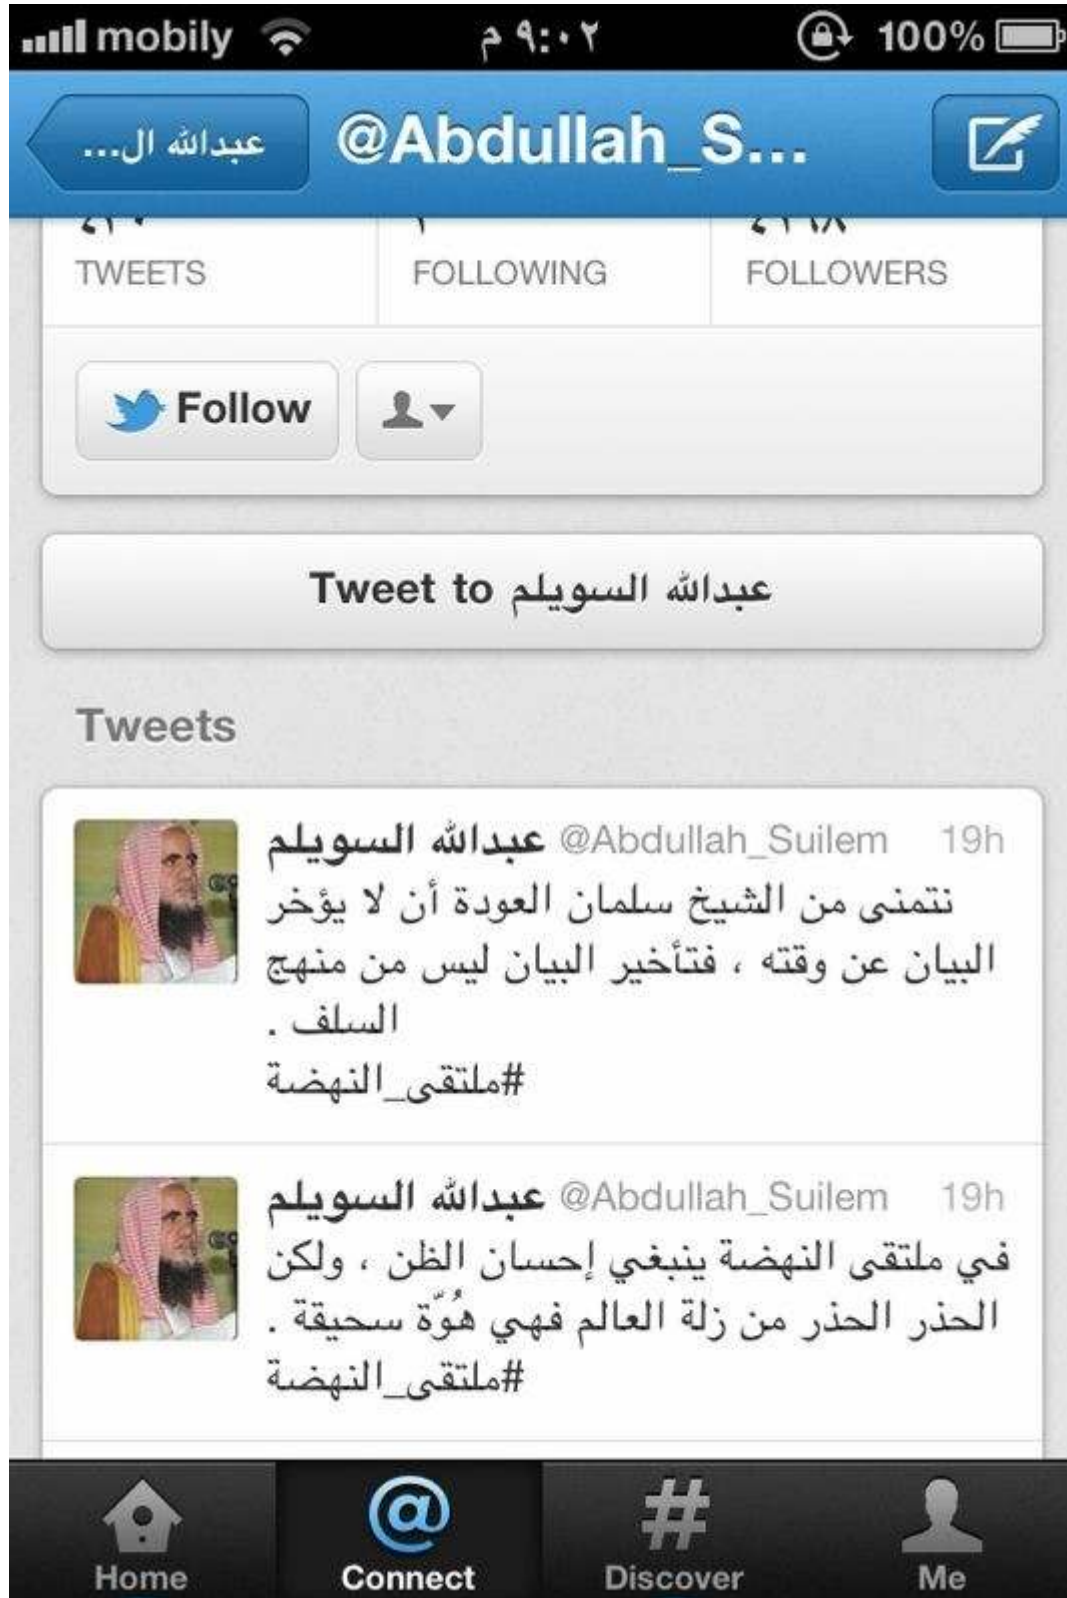 mobily ٩:٠٢ م 100%
عبدالله ال... @Abdullah_S...
TWEETS FOLLOWING FOLLOWERS
Follow
Tweet to عبدالله السويلم
Tweets
عبدالله السويلم @Abdullah_Suilem 19h
نتمنى من الشيخ سلمان العودة أن لا يؤخر
البيان عن وقته ، فتأخير البيان ليس من منهج
السلف .
#ملتقى_النهضة
عبدالله السويلم @Abdullah_Suilem 19h
في ملتقى النهضة ينبغي إحسان الظن ، ولكن
الحذر الحذر من زلة العالم فهي هُوّة سحيقة .
#ملتقى_النهضة
Home Connect Discover Me